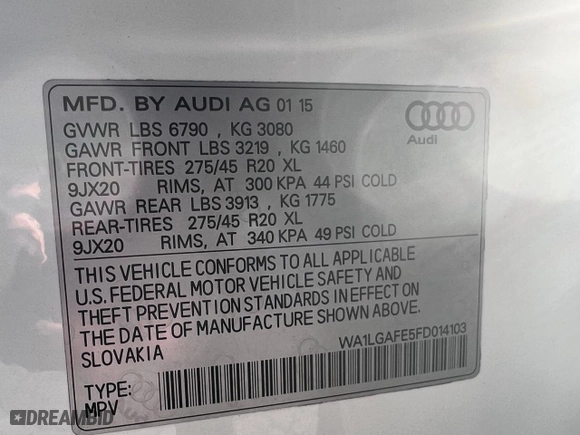 MFD. BY AUDI AG 01 15
GVWR LBS 6790 , KG 3080
GAWR FRONT LBS 3219 , KG 1460
FRONT-TIRES 275/45 R20 XL
9JX20 RIMS, AT 300 KPA 44 PSI COLD
GAWR REAR LBS 3913 , KG 1775
REAR-TIRES 275/45 R20 XL
9JX20 RIMS, AT 340 KPA 49 PSI COLD
Audi
THIS VEHICLE CONFORMS TO ALL APPLICABLE
U.S. FEDERAL MOTOR VEHICLE SAFETY AND
THEFT PREVENTION STANDARDS IN EFFECT ON
THE DATE OF MANUFACTURE SHOWN ABOVE.
SLOVAKIA
WA1LGAFE5FD014103
TYPE:
MPV
DREAMBID